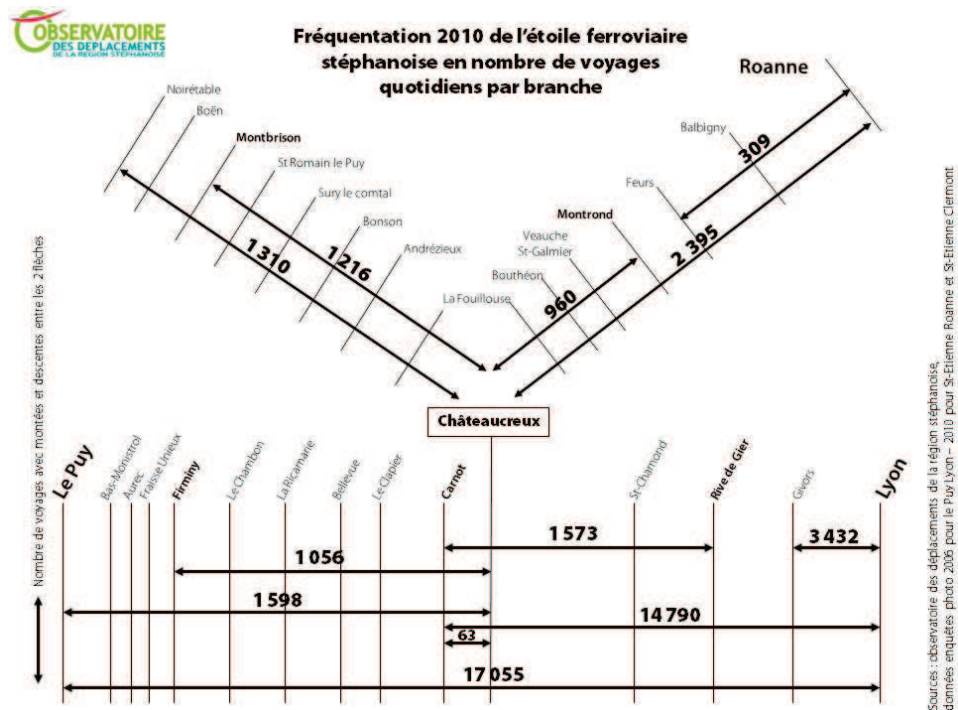 OBSERVATOIRE
DES DEPLACEMENTS
DE LA REGION STÉPHANOISE
Fréquentation 2010 de l'étoile ferroviaire
stéphanoise en nombre de voyages
quotidiens par branche
Roanne
Noirétable
Boën
Montbrison
St Romain le Puy
Sury le comtal
Bonson
Andrézieux
La Fouillouse
Bouthéon
Veauche
St-Galmier
Montrond
Feurs
Balbigny
309
2 395
960
1 310
1 216
Châteaucreux
Le Puy
Bas-Monistrol
Aurec
Fraisse Unieux
Firminy
Le Chambon
La Ricamarie
Bellevue
Le Clapier
Carnot
St-Chamond
Rive de Gier
Givors
Lyon
1 573
3 432
1 056
1 598
14 790
63
17 055
Nombre de voyages avec montées et descentes entre les 2 flèches
Sources : observatoire des déplacements de la région stéphanoise,
données enquêtes photo 2006 pour le Puy Lyon – 2010 pour St-Etienne Roanne et St-Etienne Clermont